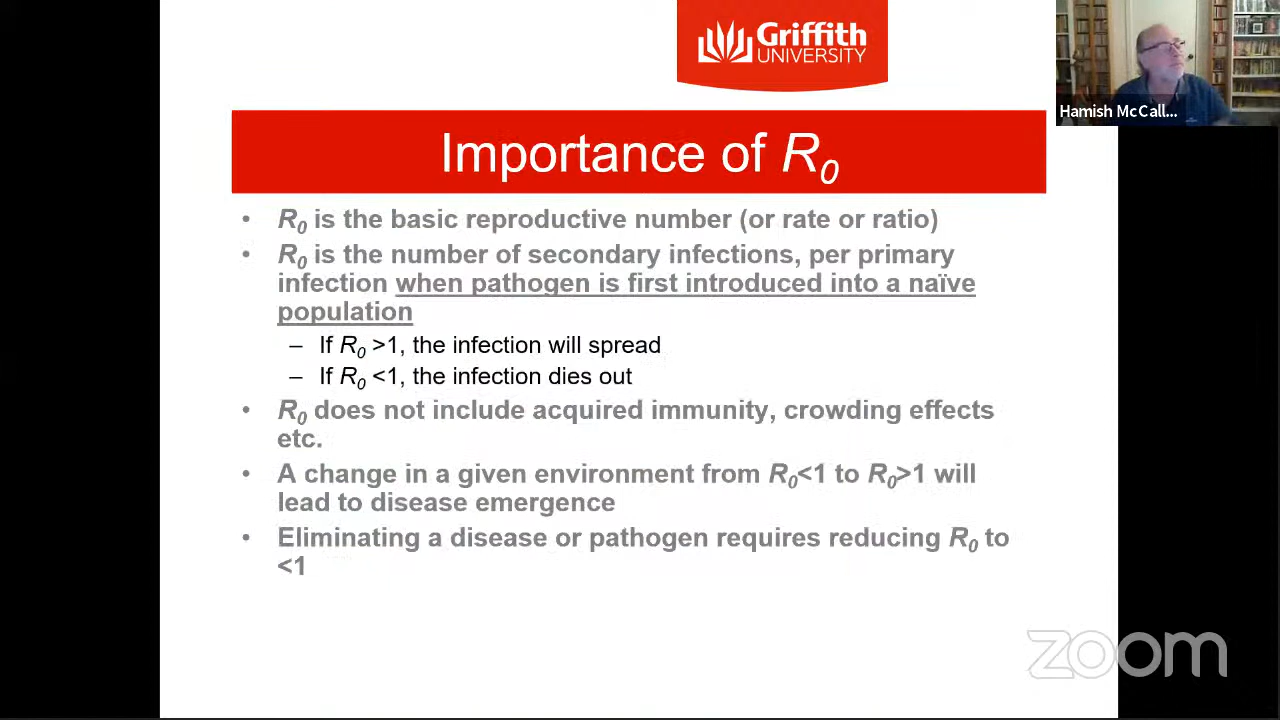 Griffith
UNIVERSITY
Hamish McCall...
Importance of R0
• R0 is the basic reproductive number (or rate or ratio)
• R0 is the number of secondary infections, per primary
infection when pathogen is first introduced into a naïve
population
– If R0 >1, the infection will spread
– If R0 <1, the infection dies out
• R0 does not include acquired immunity, crowding effects
etc.
• A change in a given environment from R0<1 to R0>1 will
lead to disease emergence
• Eliminating a disease or pathogen requires reducing R0 to
<1
zoom